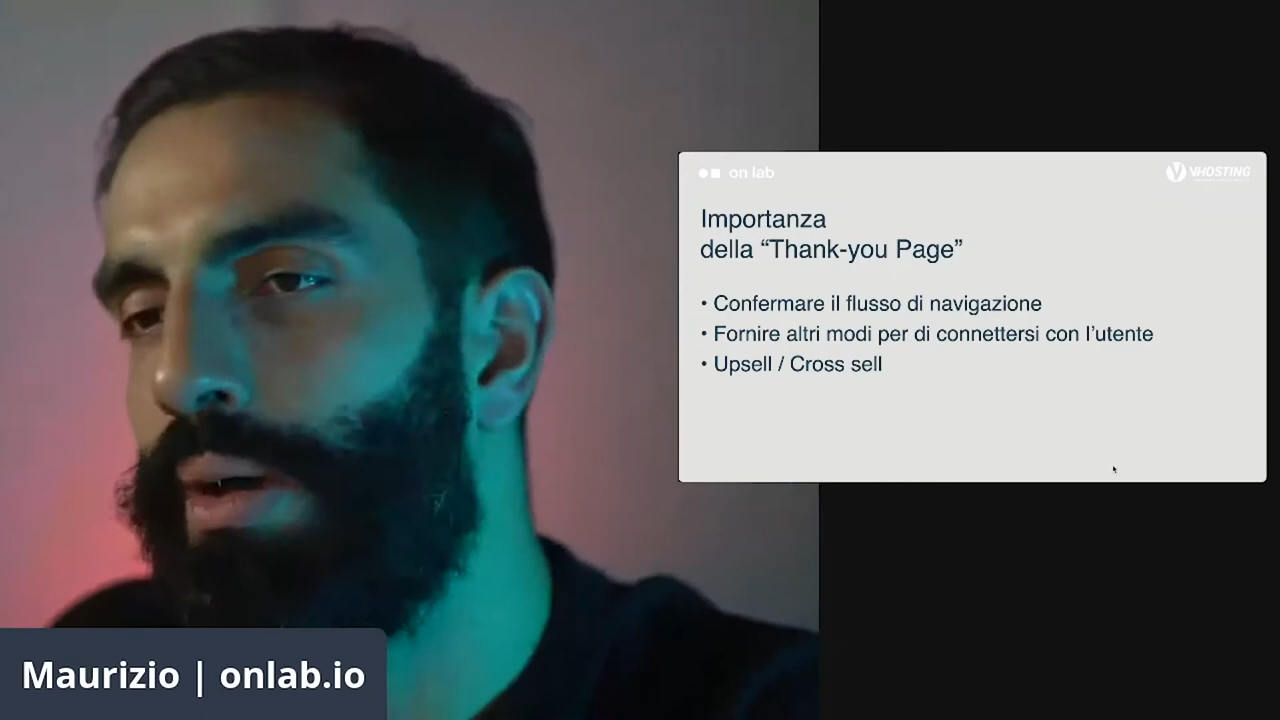 on lab
VHOSTING
Importanza
della “Thank-you Page”
• Confermare il flusso di navigazione
• Fornire altri modi per di connettersi con l’utente
• Upsell / Cross sell
Maurizio | onlab.io